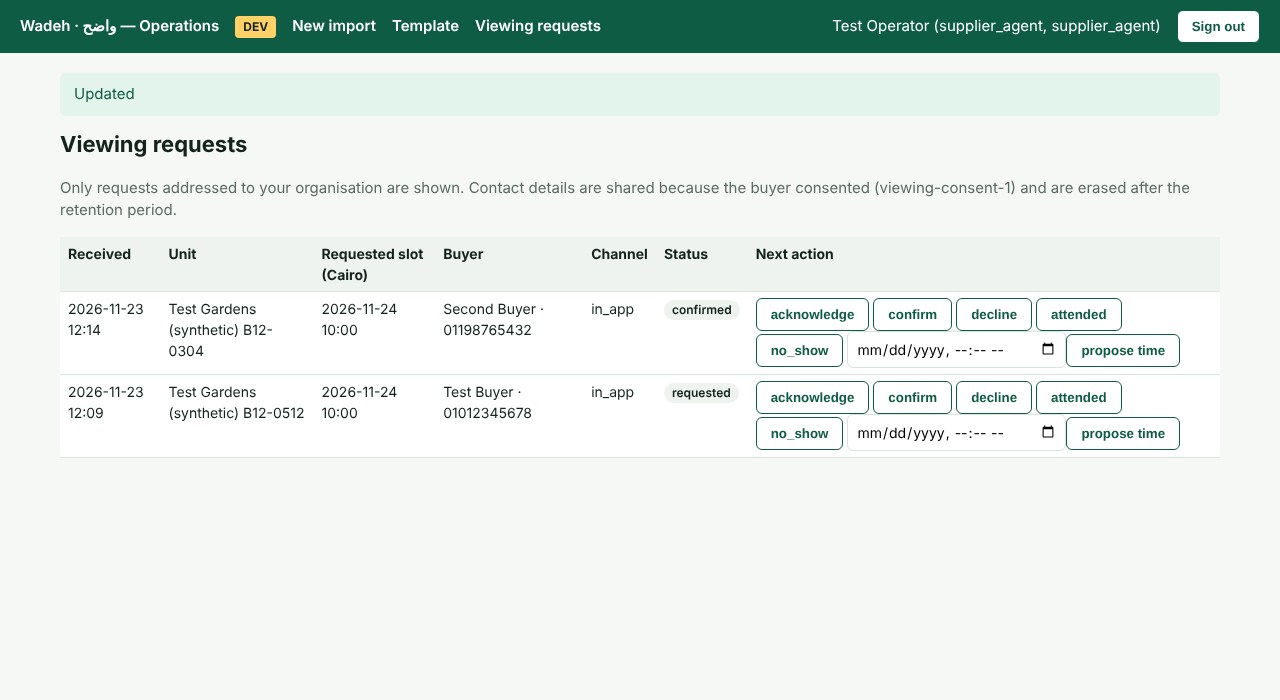 Wadeh · واضح — Operations DEV New import Template Viewing requests Test Operator (supplier_agent, supplier_agent) Sign out
Updated
Viewing requests
Only requests addressed to your organisation are shown. Contact details are shared because the buyer consented (viewing-consent-1) and are erased after the
retention period.
Received Unit Requested slot (Cairo) Buyer Channel Status Next action
2026-11-23 12:14 Test Gardens (synthetic) B12-0304 2026-11-24 10:00 Second Buyer · 01198765432 in_app confirmed acknowledge confirm decline attended
no_show mm/dd/yyyy, --:-- -- propose time
2026-11-23 12:09 Test Gardens (synthetic) B12-0512 2026-11-24 10:00 Test Buyer · 01012345678 in_app requested acknowledge confirm decline attended
no_show mm/dd/yyyy, --:-- -- propose time